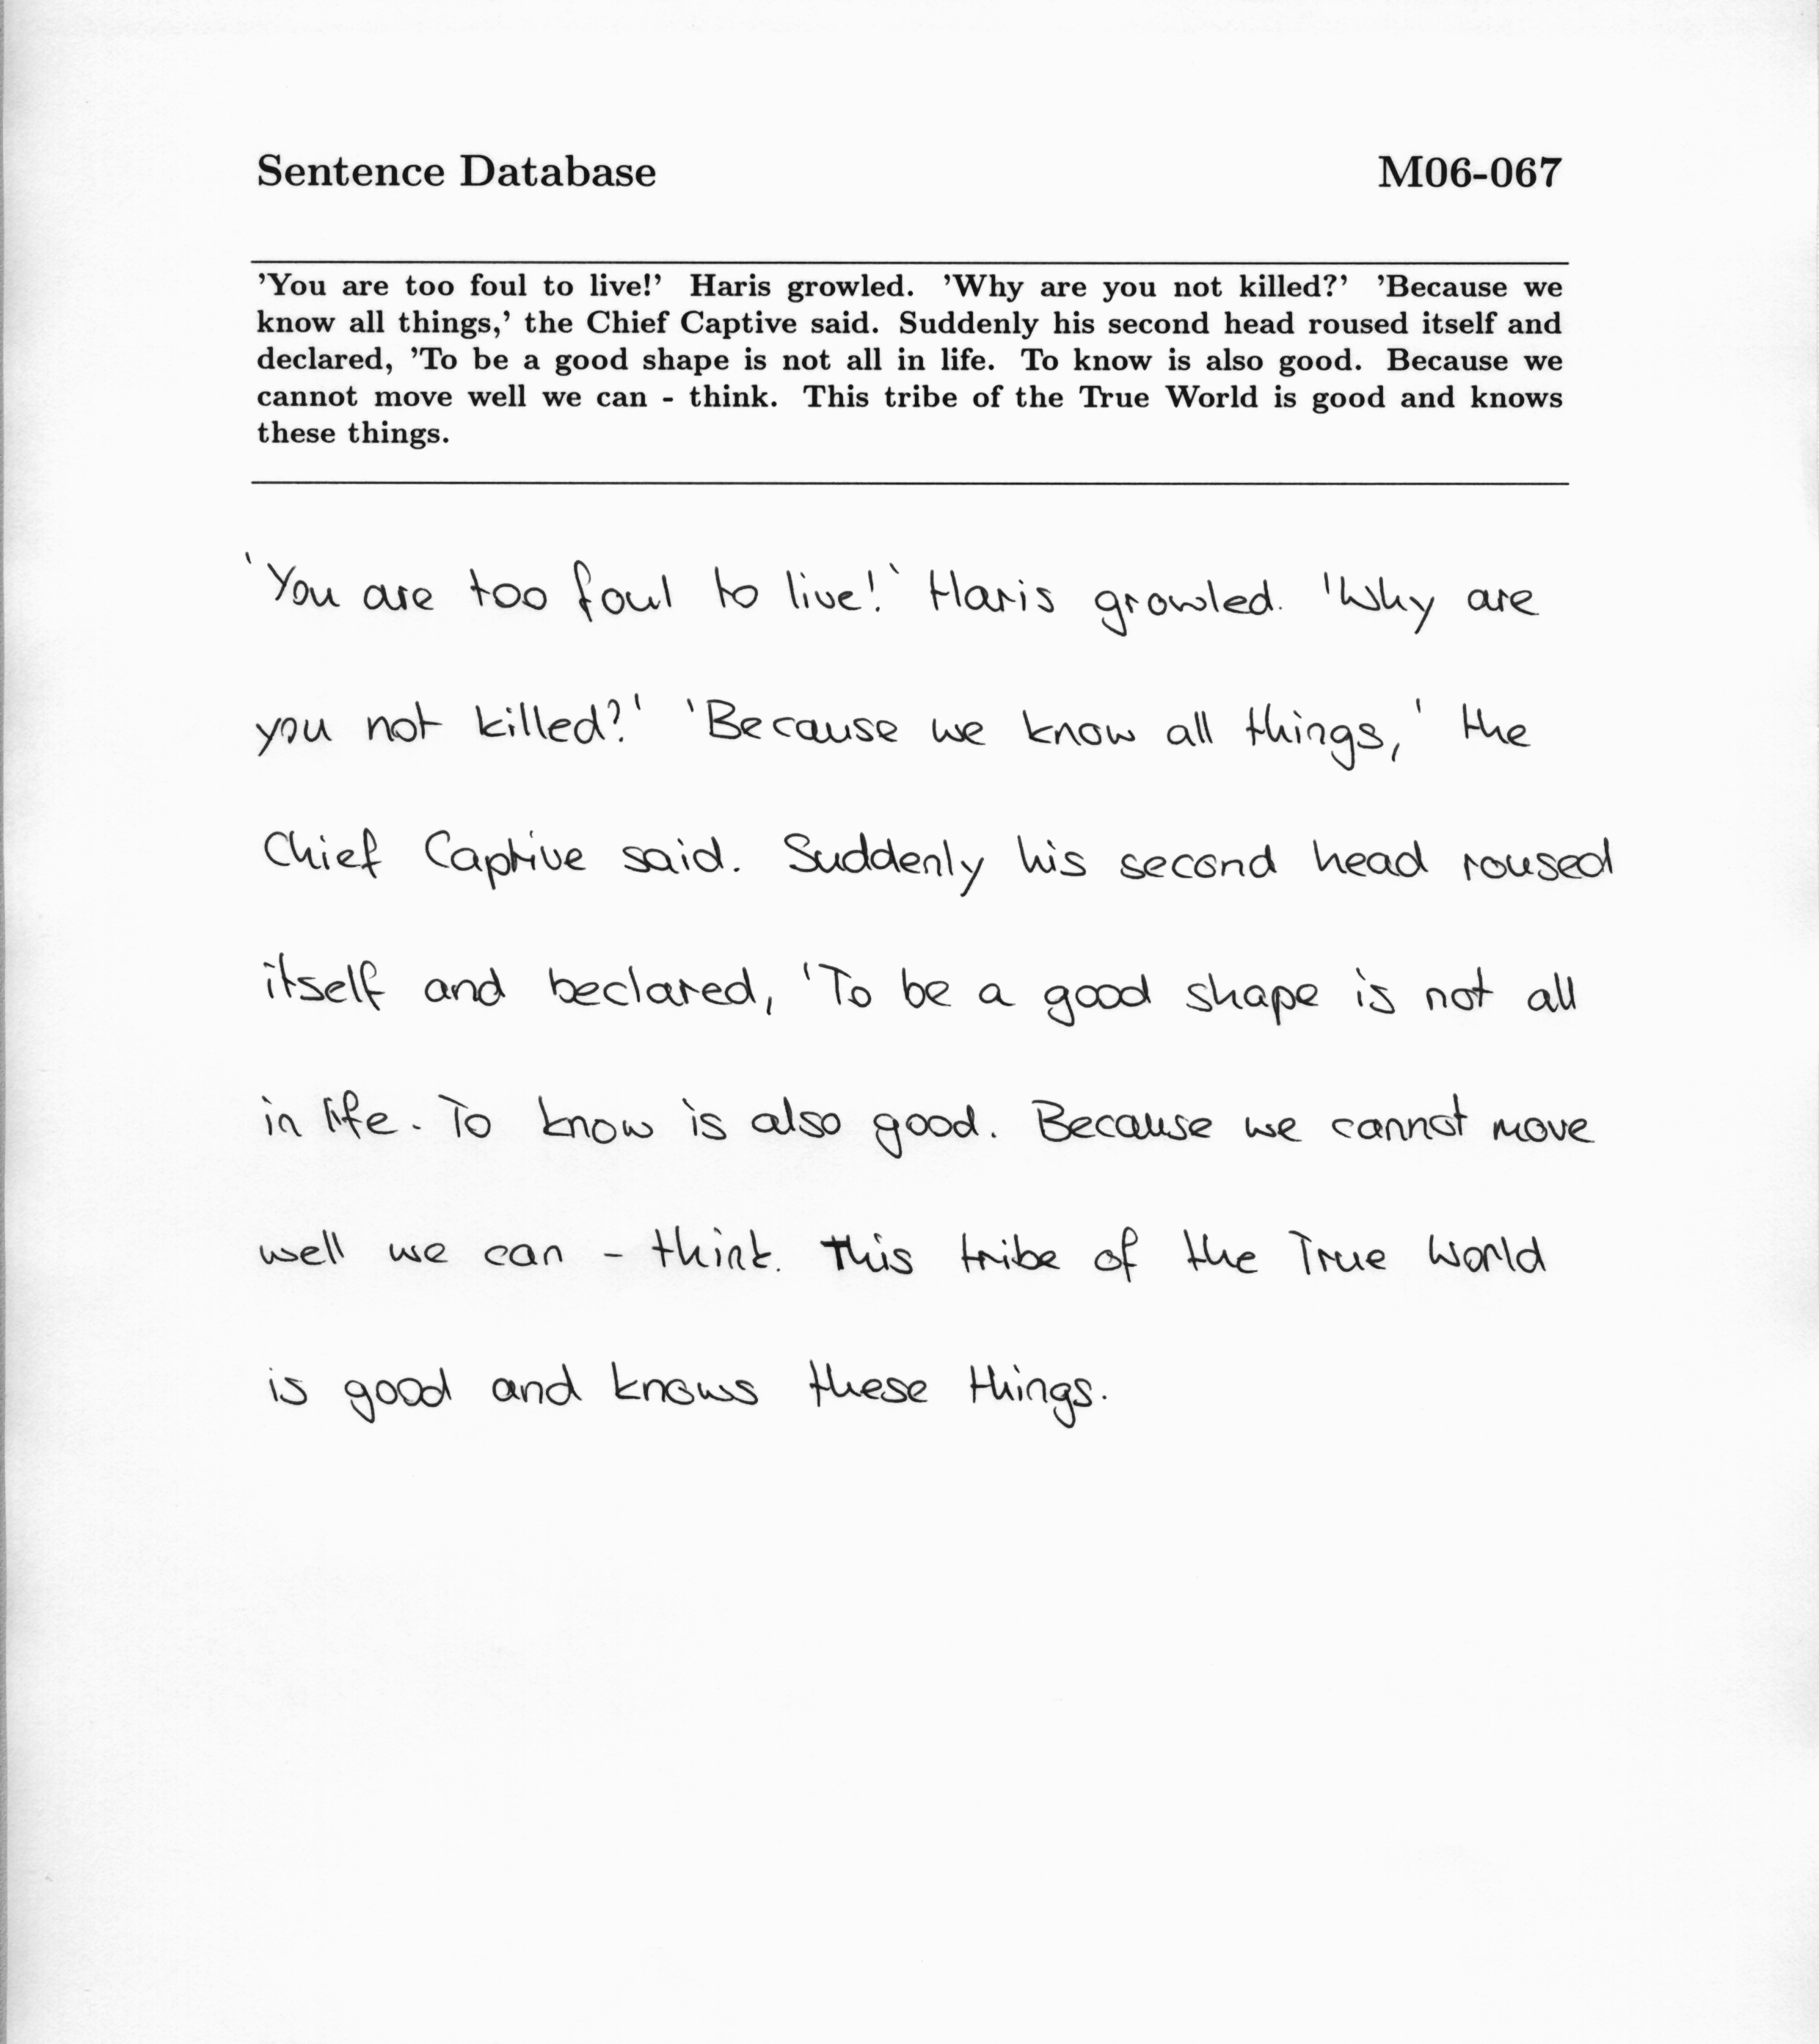 Sentence Database M06-067
'You are too foul to live!' Haris growled. 'Why are you not killed?' 'Because we
know all things,' the Chief Captive said. Suddenly his second head roused itself and
declared, 'To be a good shape is not all in life. To know is also good. Because we
cannot move well we can - think. This tribe of the True World is good and knows
these things.
'You are too foul to live!' Haris growled. 'Why are
you not killed?' 'Because we know all things,' the
Chief Captive said. Suddenly his second head roused
itself and beclared, 'To be a good shape is not all
in life. To know is also good. Because we cannot move
well we can - think. This tribe of the True World
is good and knows these things.